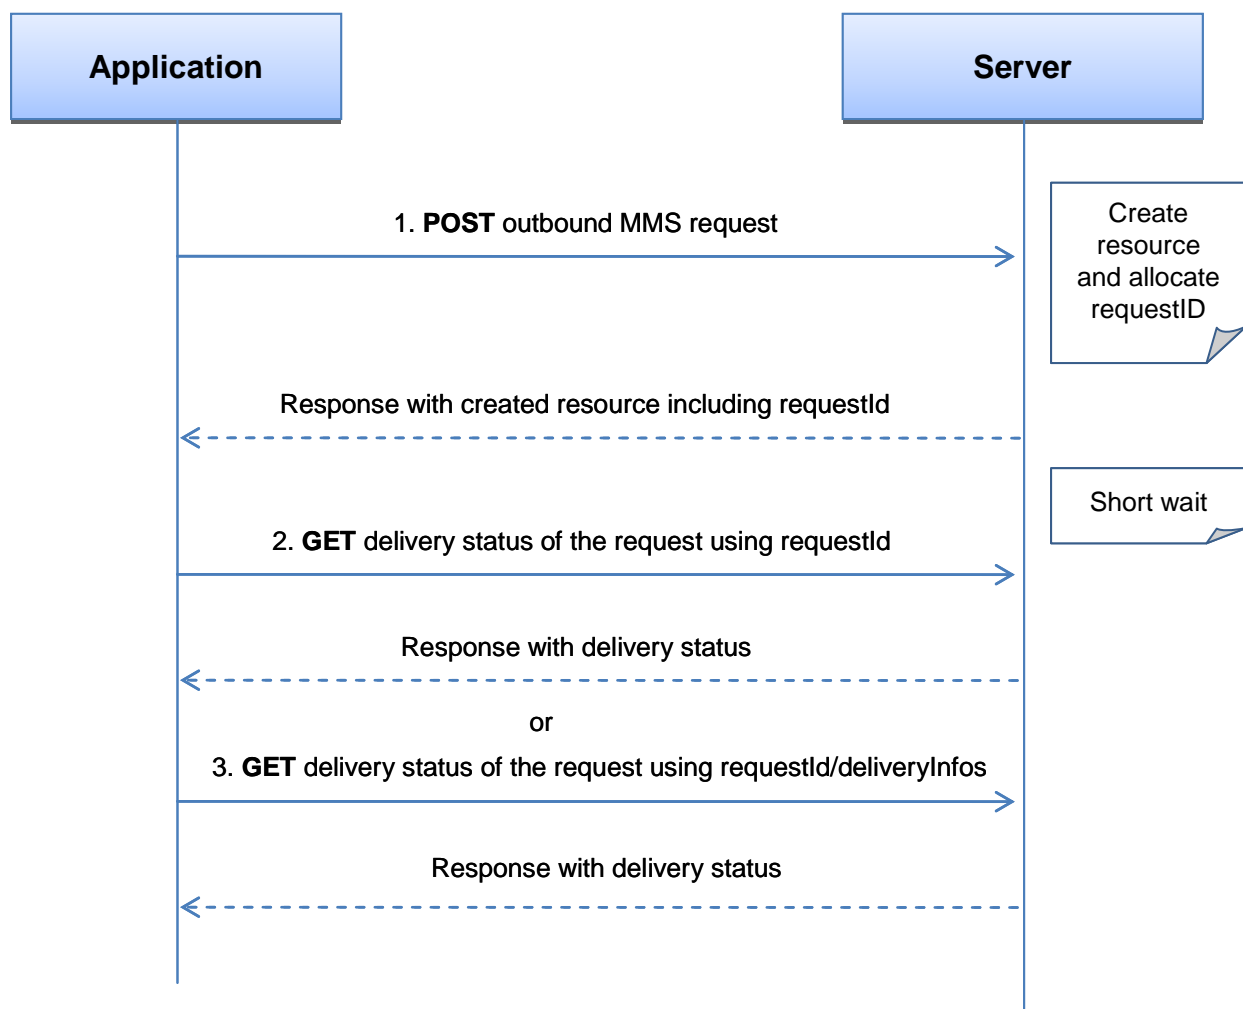 Application
Server
1. POST outbound MMS request
Create
resource
and allocate
requestID
Response with created resource including requestId
Short wait
2. GET delivery status of the request using requestId
Response with delivery status
or
3. GET delivery status of the request using requestId/deliveryInfos
Response with delivery status